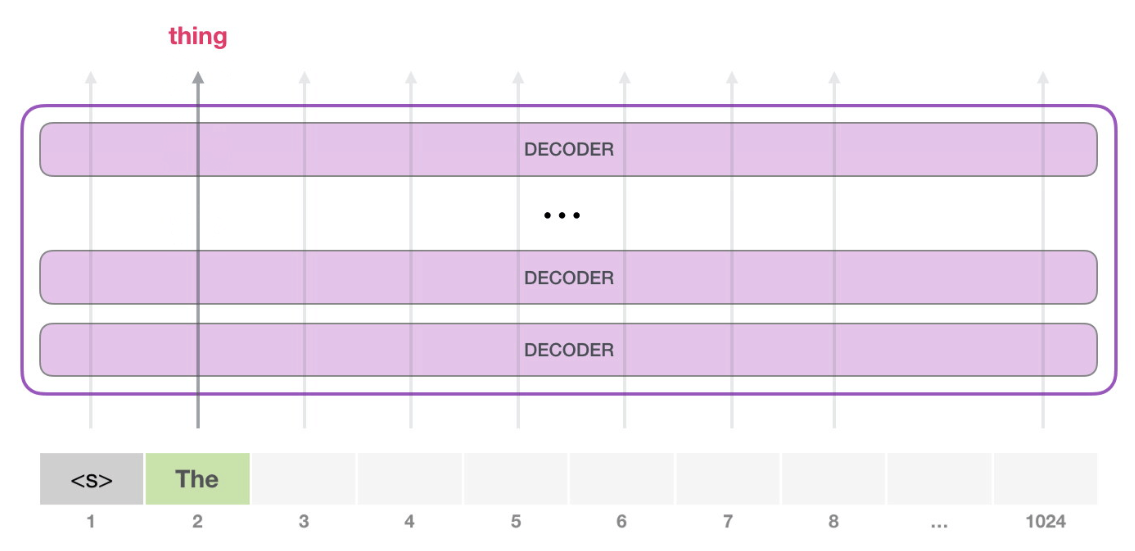 thing
DECODER
...
DECODER
DECODER
<s> The
1 2 3 4 5 6 7 8 ... 1024